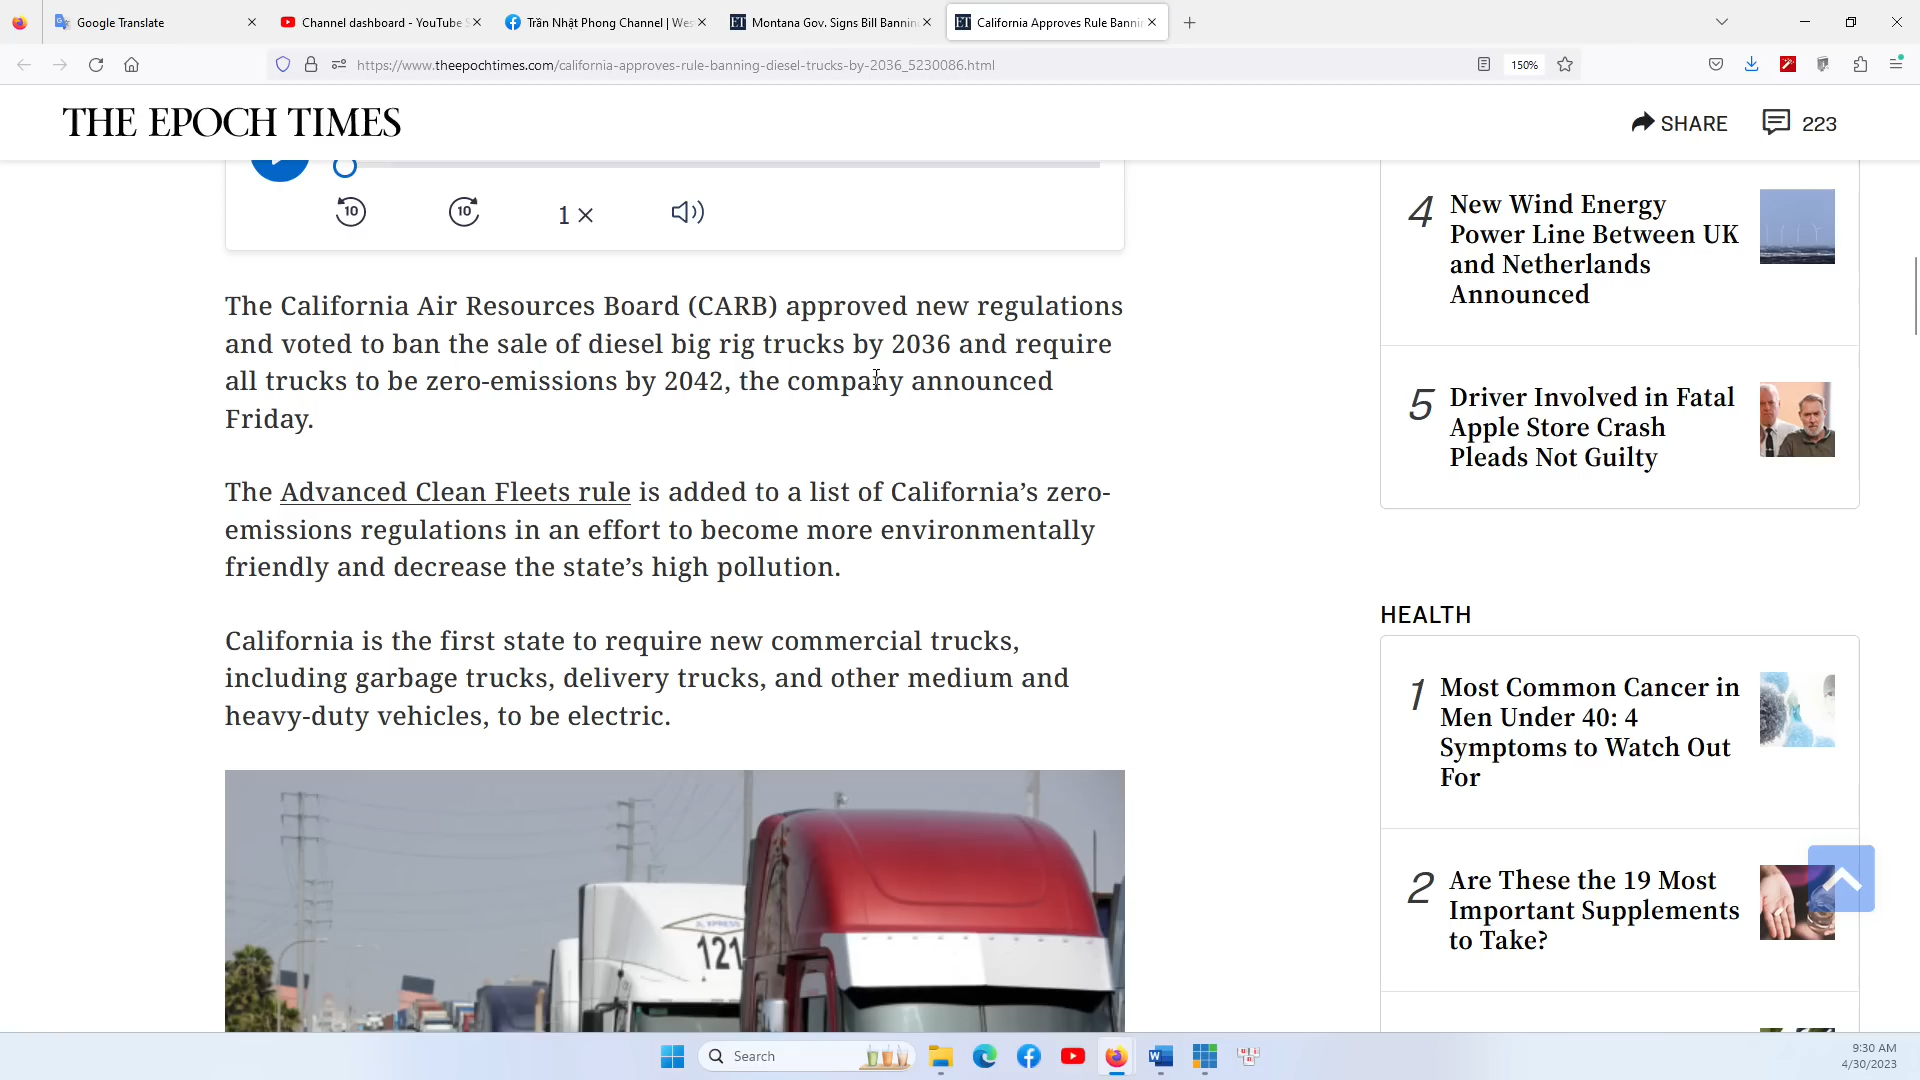 Google Translate
Channel dashboard - YouTube S
Trần Nhật Phong Channel | Wes
ET Montana Gov. Signs Bill Bannin
ET California Approves Rule Bannin
https://www.theepochtimes.com/california-approves-rule-banning-diesel-trucks-by-2036_5230086.html
150%
THE EPOCH TIMES
SHARE
223
10
10
1 ×
The California Air Resources Board (CARB) approved new regulations
and voted to ban the sale of diesel big rig trucks by 2036 and require
all trucks to be zero-emissions by 2042, the company announced
Friday.
The Advanced Clean Fleets rule is added to a list of California’s zero-
emissions regulations in an effort to become more environmentally
friendly and decrease the state’s high pollution.
California is the first state to require new commercial trucks,
including garbage trucks, delivery trucks, and other medium and
heavy-duty vehicles, to be electric.
XPRESS
121
4
New Wind Energy
Power Line Between UK
and Netherlands
Announced
5
Driver Involved in Fatal
Apple Store Crash
Pleads Not Guilty
HEALTH
1
Most Common Cancer in
Men Under 40: 4
Symptoms to Watch Out
For
2
Are These the 19 Most
Important Supplements
to Take?
Search
9:30 AM
4/30/2023